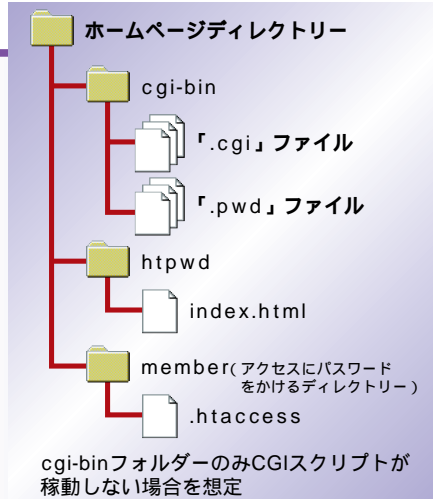 ホームページディレクトリー
cgi-bin
「.cgi」ファイル
「.pwd」ファイル
htpwd
index.html
member(アクセスにパスワード
をかけるディレクトリー)
.htaccess
cgi-binフォルダーのみCGIスクリプトが
稼動しない場合を想定